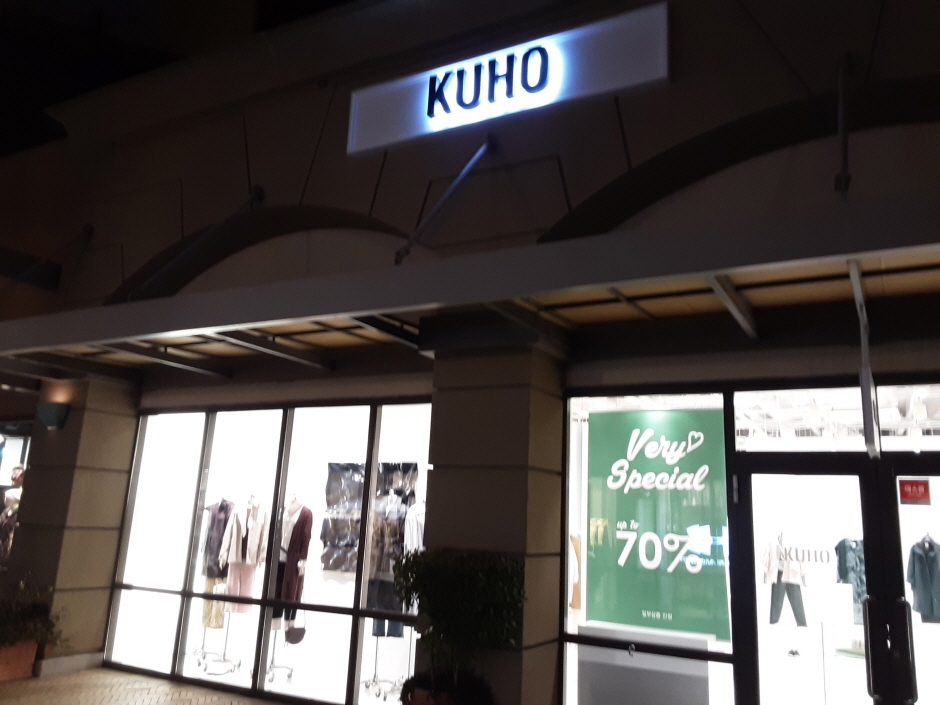 KUHO
Very
Special
up to
70%
KUHO